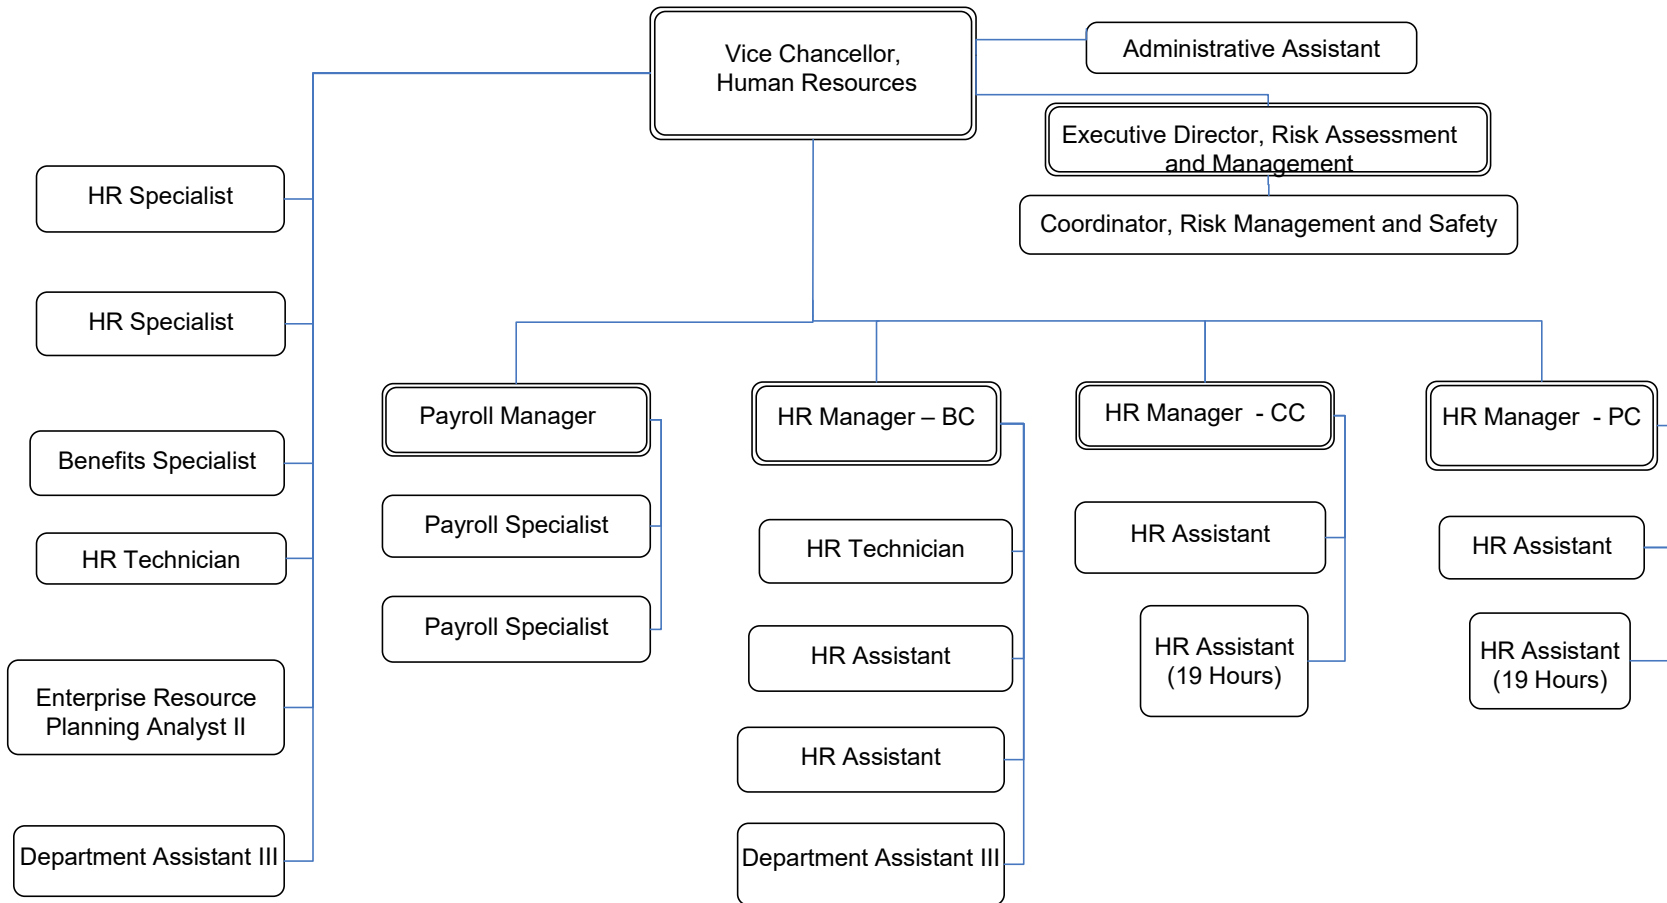 Vice Chancellor,
Human Resources
Administrative Assistant
Executive Director, Risk Assessment
and Management
Coordinator, Risk Management and Safety
HR Specialist
HR Specialist
Benefits Specialist
HR Technician
Enterprise Resource
Planning Analyst II
Department Assistant III
Payroll Manager
Payroll Specialist
Payroll Specialist
HR Manager – BC
HR Technician
HR Assistant
HR Assistant
Department Assistant III
HR Manager - CC
HR Assistant
HR Assistant
(19 Hours)
HR Manager - PC
HR Assistant
HR Assistant
(19 Hours)